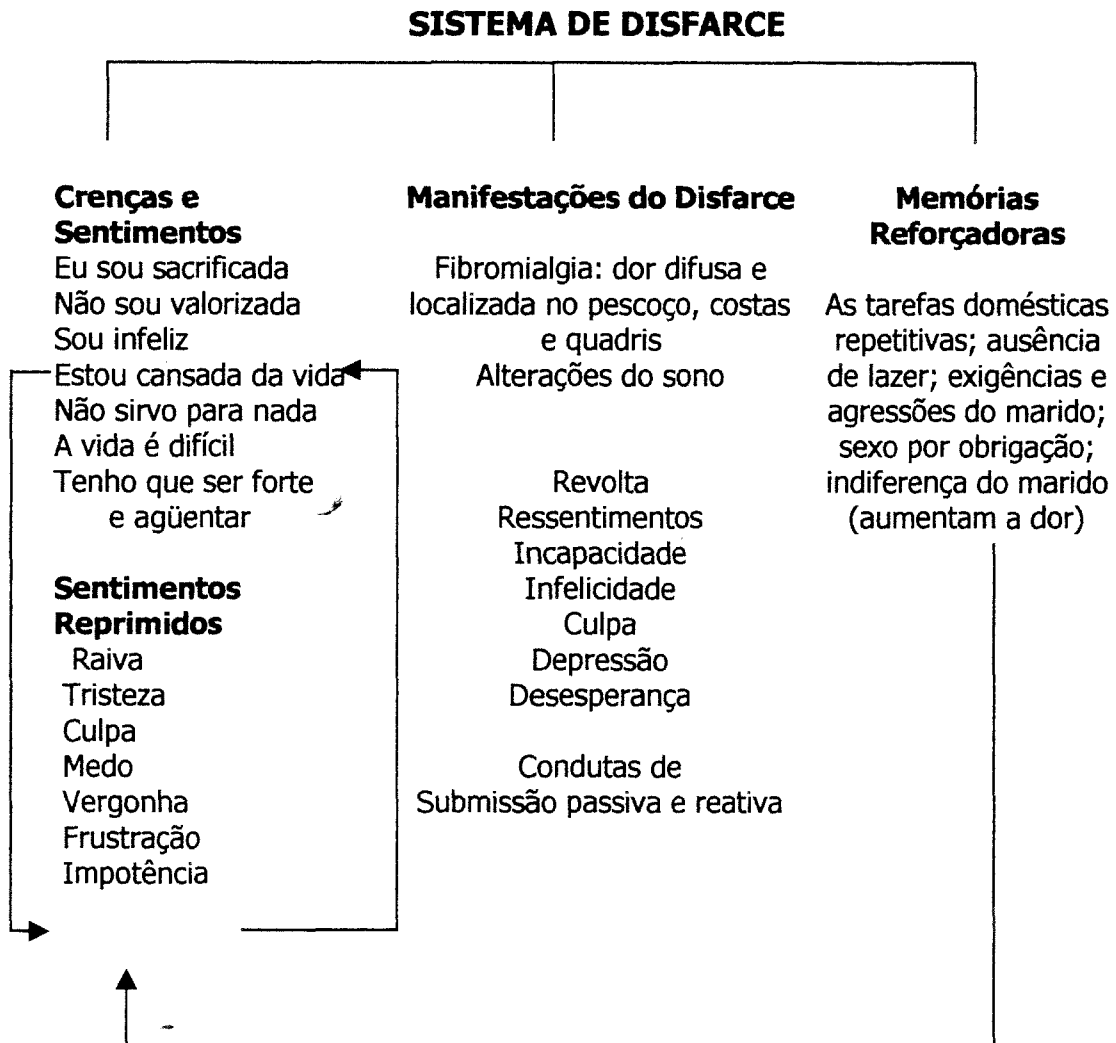 SISTEMA DE DISFARCE
Crenças e
Sentimentos
Eu sou sacrificada
Não sou valorizada
Sou infeliz
Estou cansada da vida
Não sirvo para nada
A vida é difícil
Tenho que ser forte
e agüentar
Sentimentos
Reprimidos
Raiva
Tristeza
Culpa
Medo
Vergonha
Frustração
Impotência
Manifestações do Disfarce
Fibromialgia: dor difusa e
localizada no pescoço, costas
e quadris
Alterações do sono
Revolta
Ressentimentos
Incapacidade
Infelicidade
Culpa
Depressão
Desesperança
Condutas de
Submissão passiva e reativa
Memórias
Reforçadoras
As tarefas domésticas
repetitivas; ausência
de lazer; exigências e
agressões do marido;
sexo por obrigação;
indiferença do marido
(aumentam a dor)